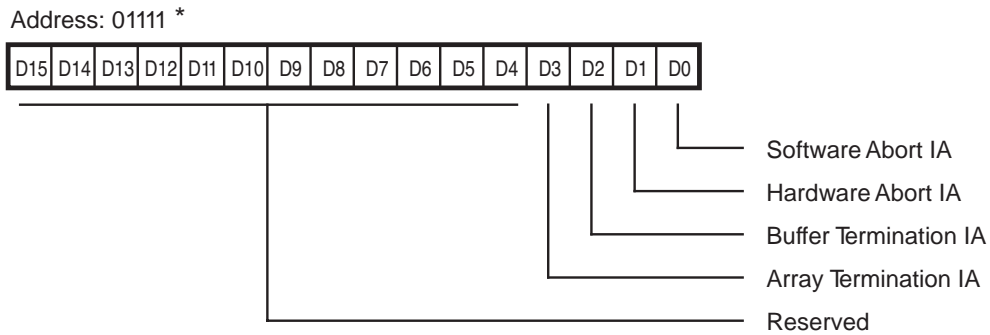 Address: 01111 *
D15 D14 D13 D12 D11 D10 D9 D8 D7 D6 D5 D4 D3 D2 D1 D0
Software Abort IA
Hardware Abort IA
Buffer Termination IA
Array Termination IA
Reserved